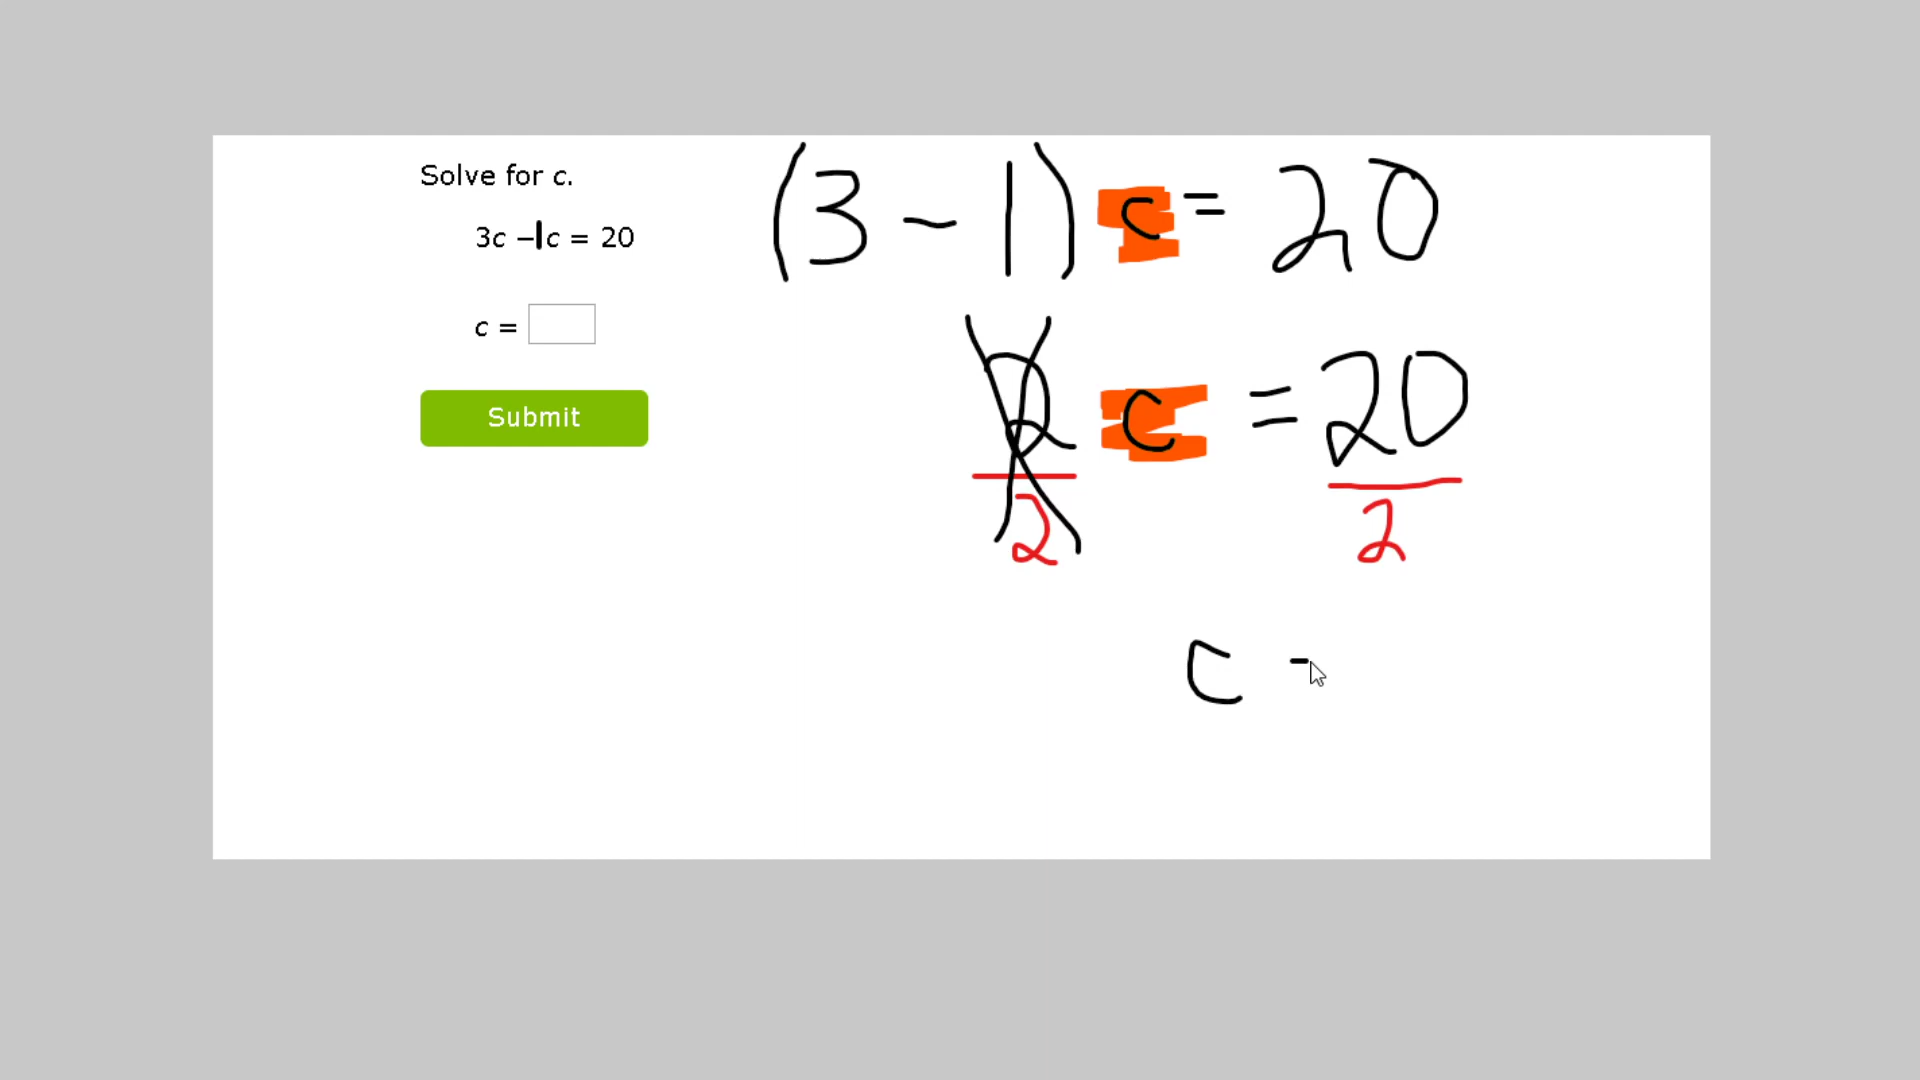 Solve for c.
3c − 1c = 20
c =
Submit
(3 - 1) c = 20
2 c = 20
2 2
c -